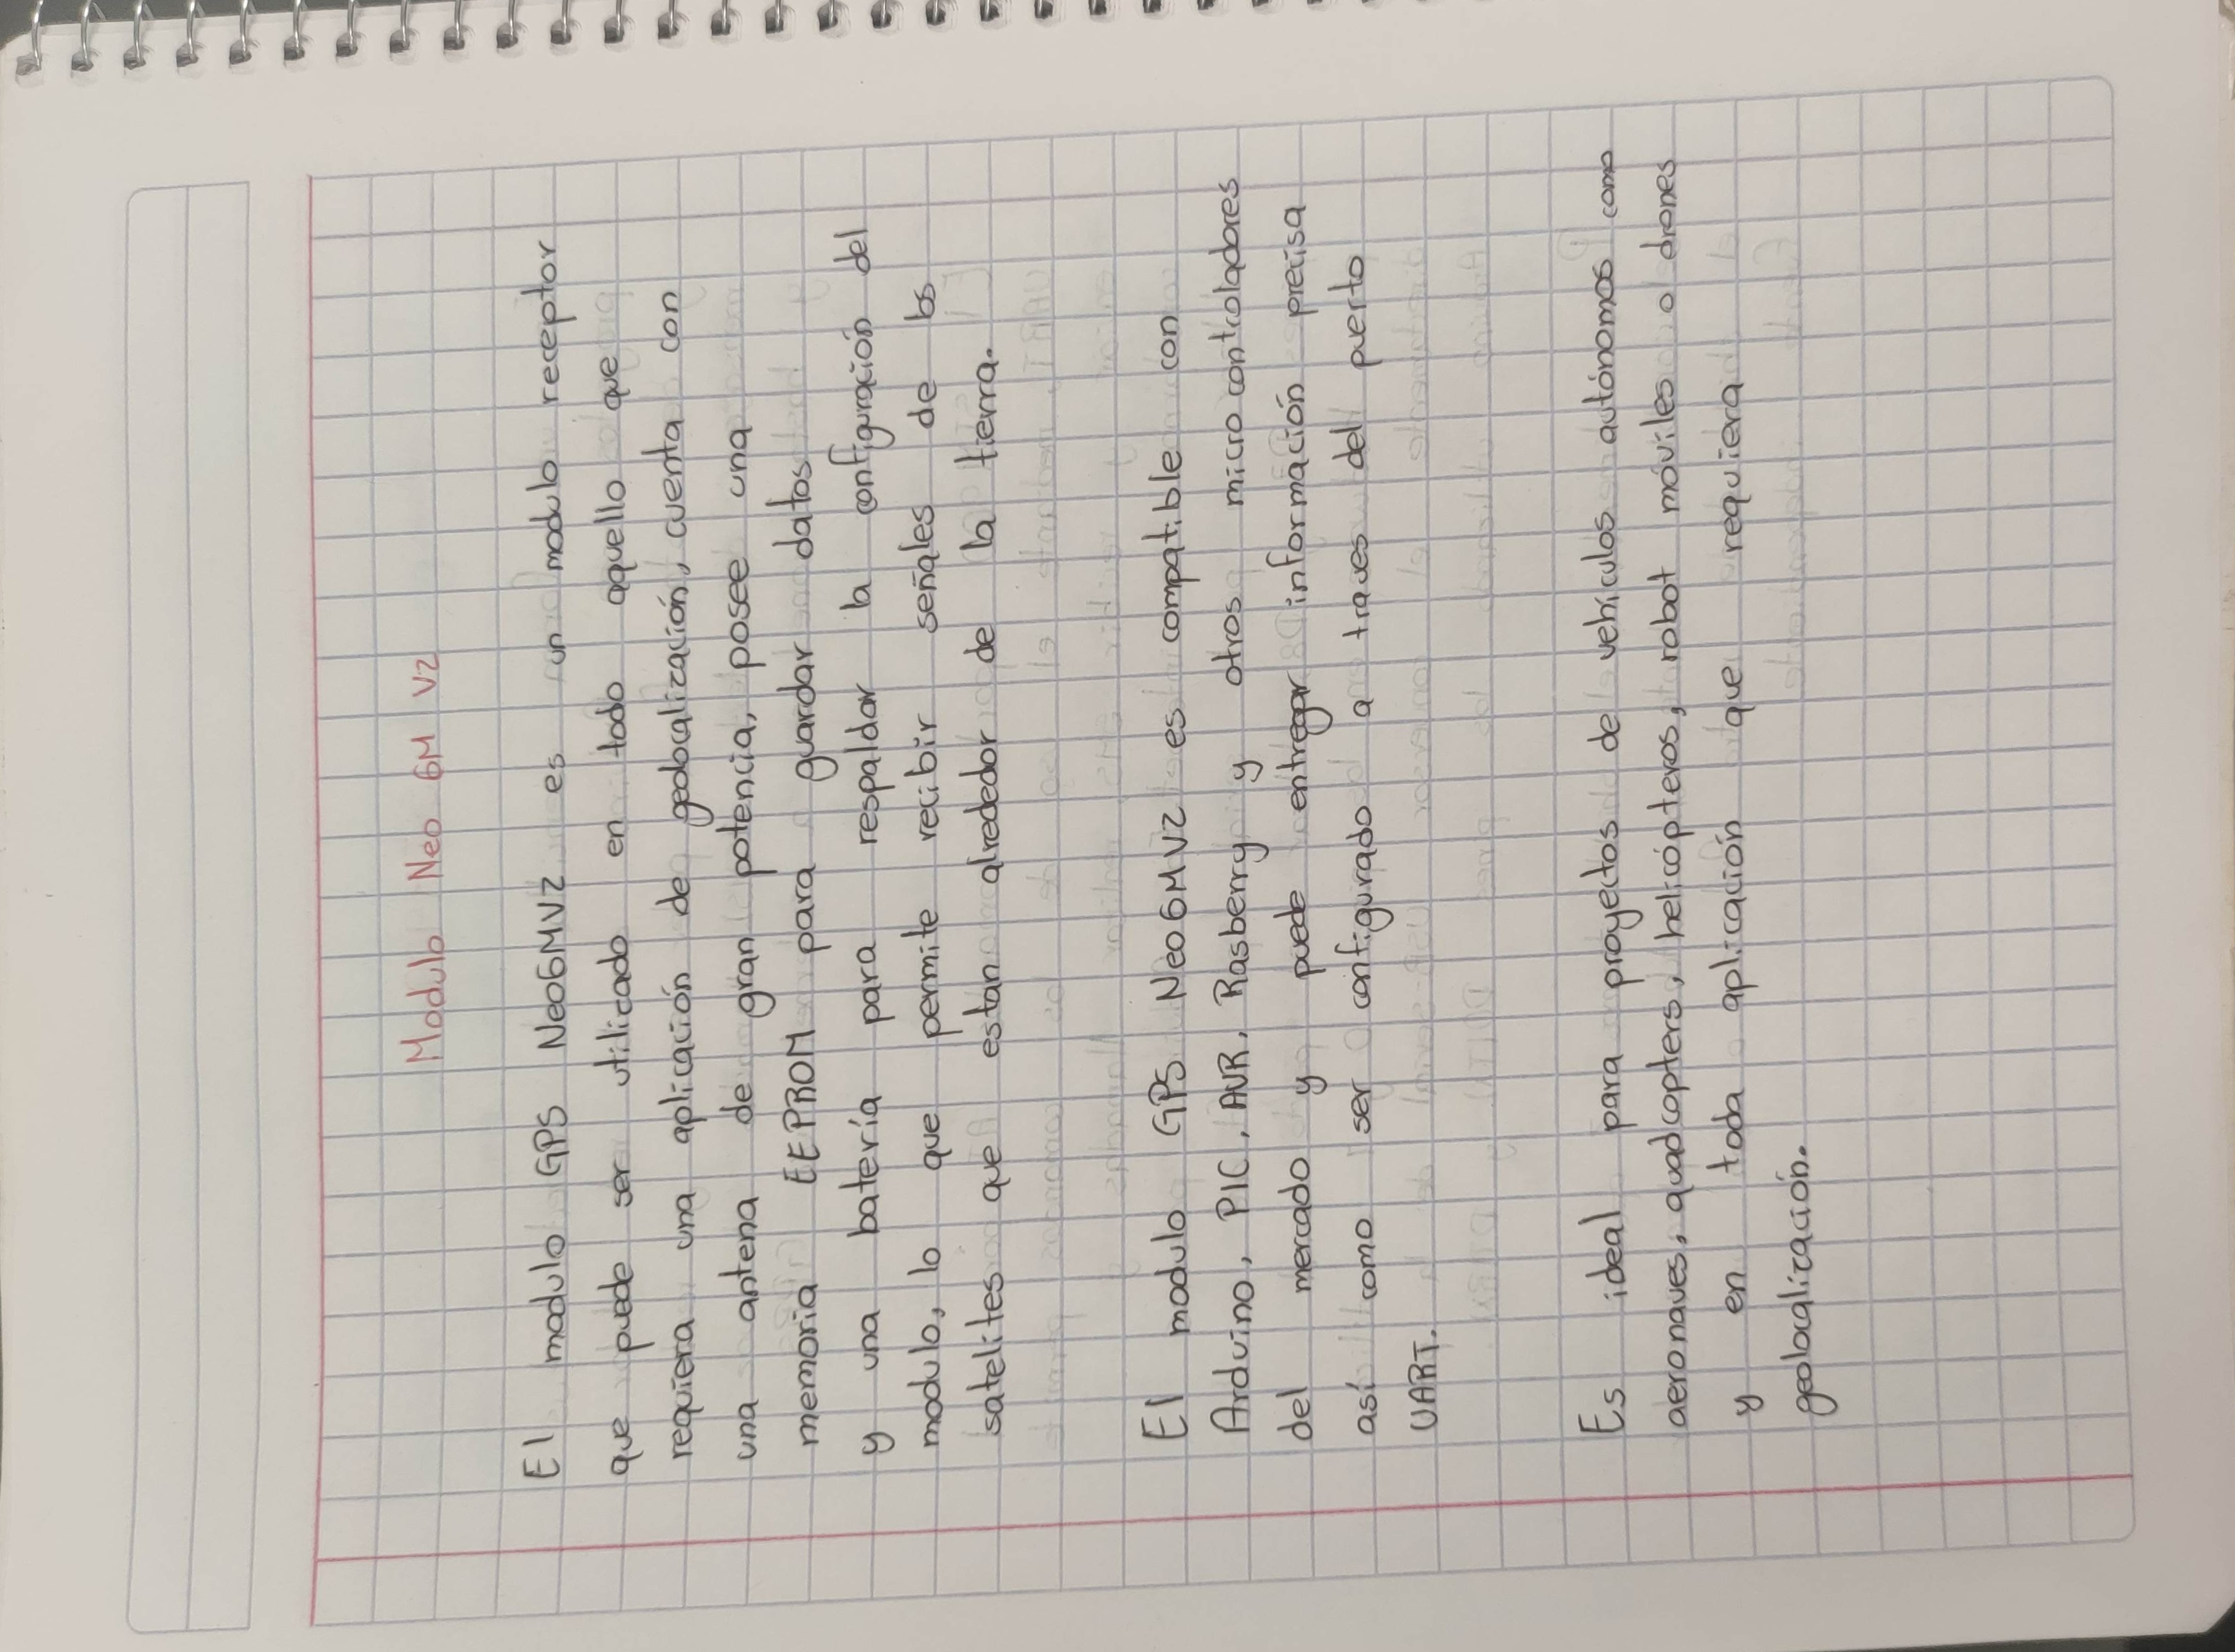 Modulo Neo 6M V2
El modulo GPS Neo6MV2 es un modulo receptor
que puede ser utilizado en todo aquello que
requiera una aplicación de geolocalización, cuenta con
una antena de gran potencia, posee una
memoria EEPROM para guardar datos
y una batería para respaldar la configuración del
modulo, lo que permite recibir señales de los
satelites que estan alrededor de la tierra.
El modulo GPS Neo6MV2 es compatible con
Arduino, PIC, AVR, Rasberry y otros microcontroladores
del mercado y puede entregar información precisa
así como ser configurado a traves del puerto
UART.
Es ideal para proyectos de vehículos autónomos como
aeronaves, quadcopters, helicópteros, robot móviles o drones
y en toda aplicación que requiera
geolocalización.